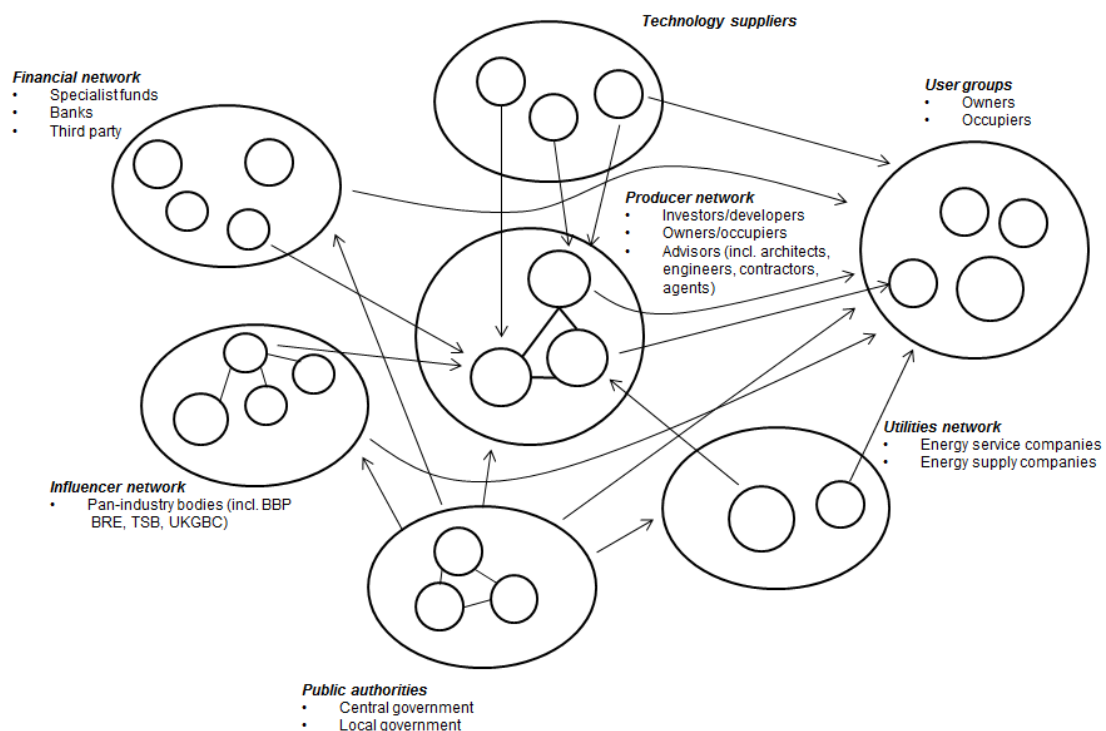 Technology suppliers
Financial network
• Specialist funds
• Banks
• Third party
User groups
• Owners
• Occupiers
Producer network
• Investors/developers
• Owners/occupiers
• Advisors (incl. architects,
engineers, contractors,
agents)
Utilities network
• Energy service companies
• Energy supply companies
Influencer network
• Pan-industry bodies (incl. BBP
BRE, TSB, UKGBC)
Public authorities
• Central government
• Local government